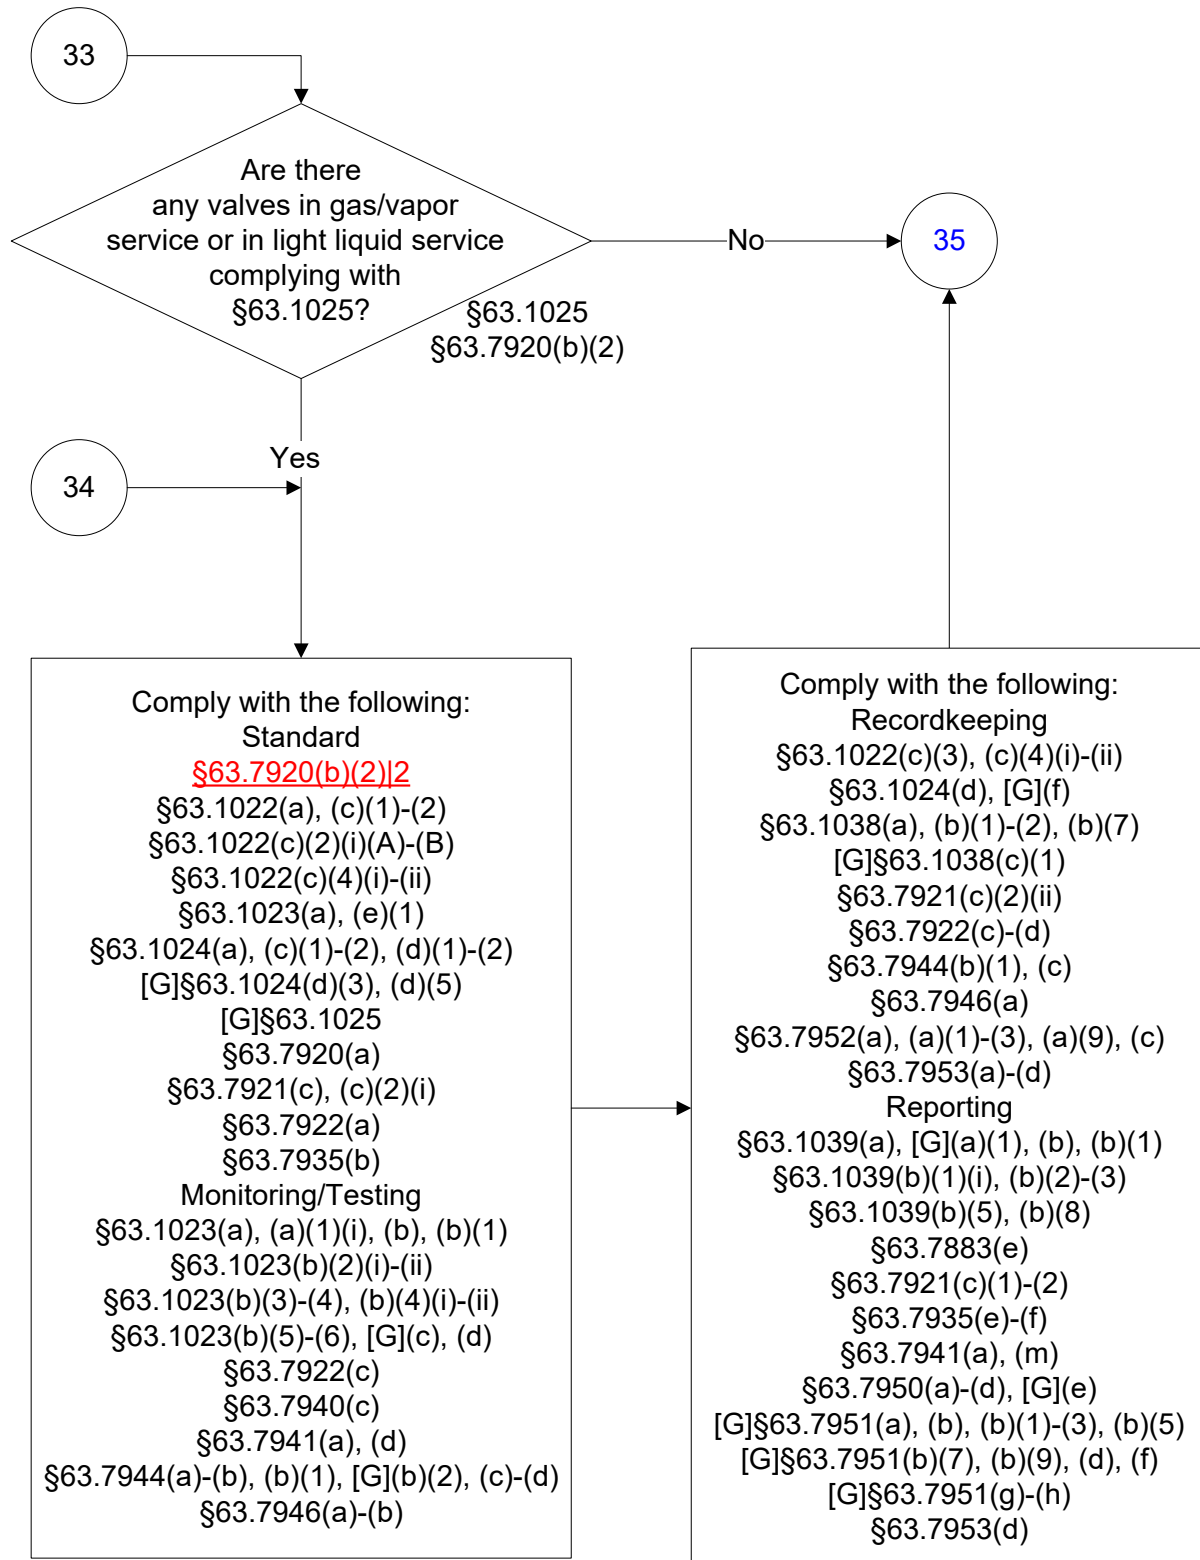 33
Are there
any valves in gas/vapor
service or in light liquid service
complying with
§63.1025?
§63.1025
§63.7920(b)(2)
No
35
Yes
34
Comply with the following:
Standard
§63.7920(b)(2)|2
§63.1022(a), (c)(1)-(2)
§63.1022(c)(2)(i)(A)-(B)
§63.1022(c)(4)(i)-(ii)
§63.1023(a), (e)(1)
§63.1024(a), (c)(1)-(2), (d)(1)-(2)
[G]§63.1024(d)(3), (d)(5)
[G]§63.1025
§63.7920(a)
§63.7921(c), (c)(2)(i)
§63.7922(a)
§63.7935(b)
Monitoring/Testing
§63.1023(a), (a)(1)(i), (b), (b)(1)
§63.1023(b)(2)(i)-(ii)
§63.1023(b)(3)-(4), (b)(4)(i)-(ii)
§63.1023(b)(5)-(6), [G](c), (d)
§63.7922(c)
§63.7940(c)
§63.7941(a), (d)
§63.7944(a)-(b), (b)(1), [G](b)(2), (c)-(d)
§63.7946(a)-(b)
Comply with the following:
Recordkeeping
§63.1022(c)(3), (c)(4)(i)-(ii)
§63.1024(d), [G](f)
§63.1038(a), (b)(1)-(2), (b)(7)
[G]§63.1038(c)(1)
§63.7921(c)(2)(ii)
§63.7922(c)-(d)
§63.7944(b)(1), (c)
§63.7946(a)
§63.7952(a), (a)(1)-(3), (a)(9), (c)
§63.7953(a)-(d)
Reporting
§63.1039(a), [G](a)(1), (b), (b)(1)
§63.1039(b)(1)(i), (b)(2)-(3)
§63.1039(b)(5), (b)(8)
§63.7883(e)
§63.7921(c)(1)-(2)
§63.7935(e)-(f)
§63.7941(a), (m)
§63.7950(a)-(d), [G](e)
[G]§63.7951(a), (b), (b)(1)-(3), (b)(5)
[G]§63.7951(b)(7), (b)(9), (d), (f)
[G]§63.7951(g)-(h)
§63.7953(d)